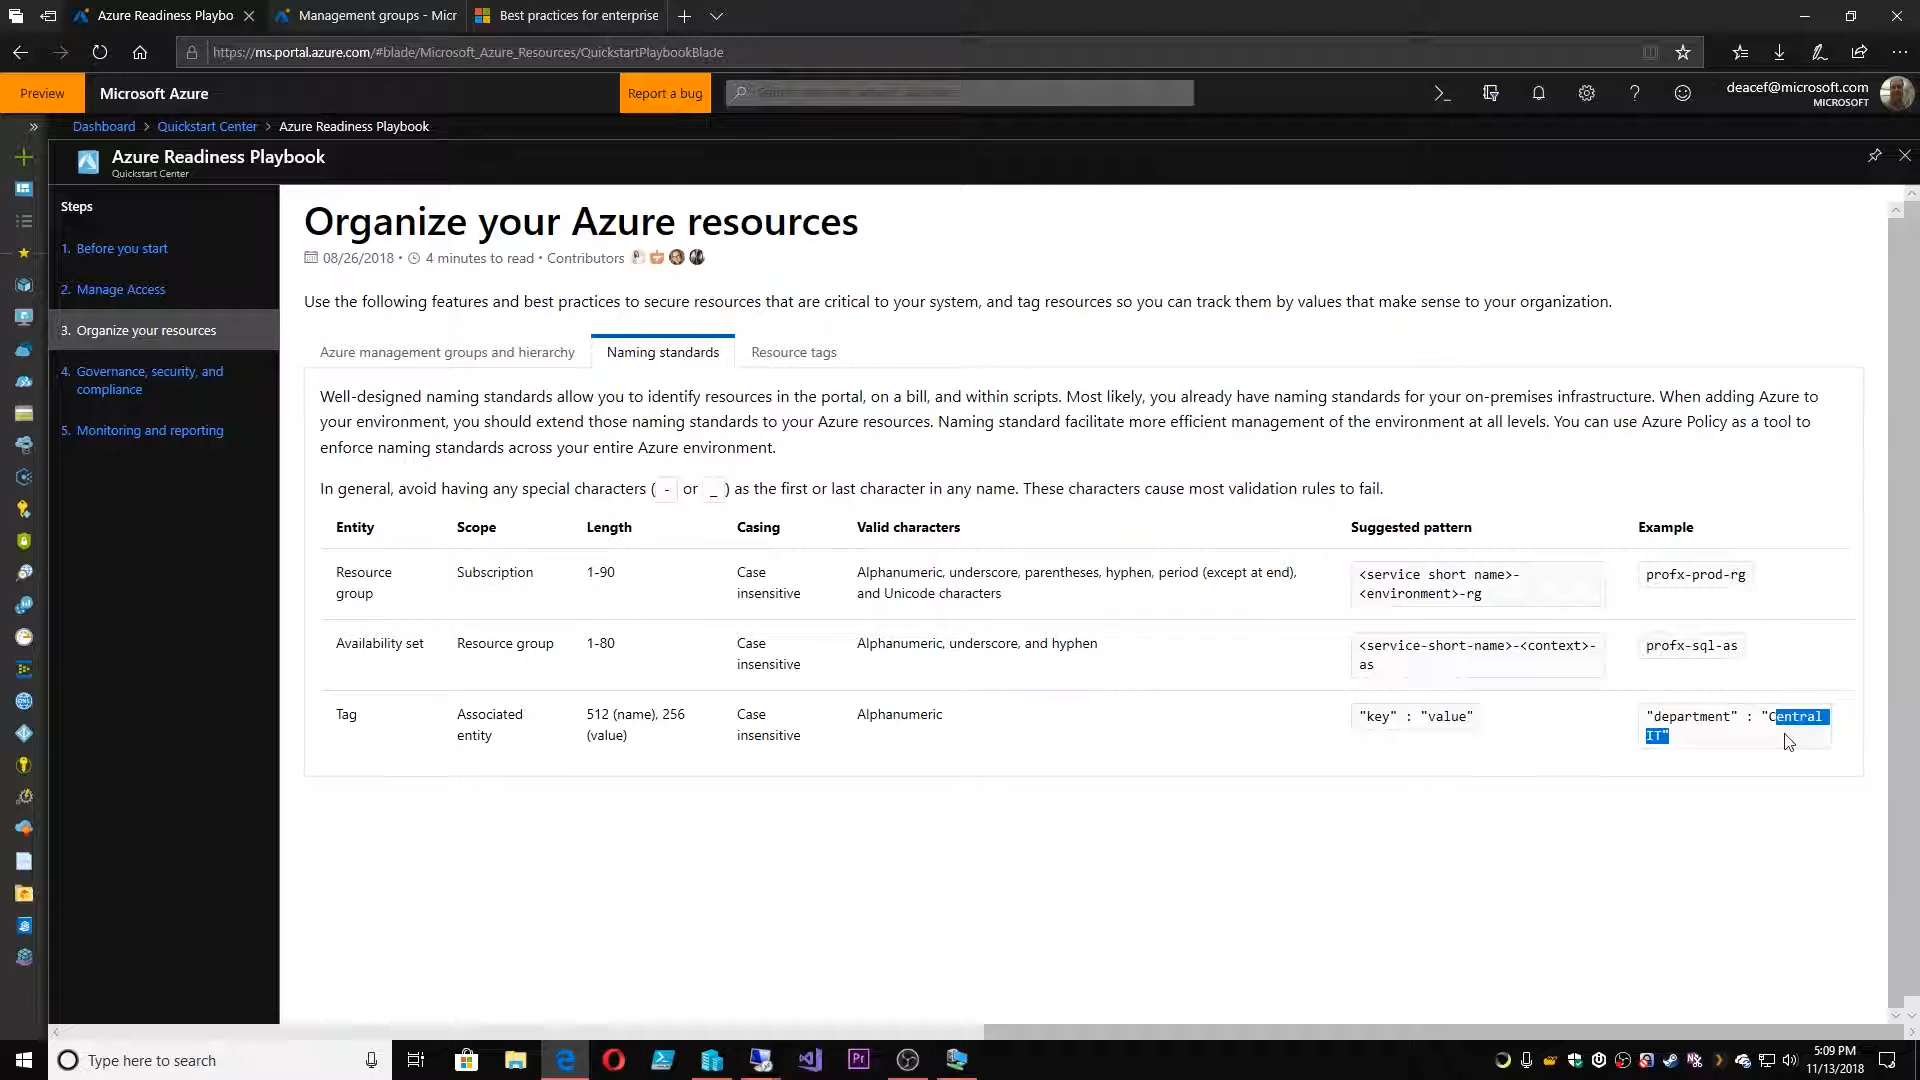 Azure Readiness Playbo
Management groups - Micr
Best practices for enterprise
https://ms.portal.azure.com/#blade/Microsoft_Azure_Resources/QuickstartPlaybookBlade
Preview
Microsoft Azure
Report a bug
deacef@microsoft.com
MICROSOFT
Dashboard > Quickstart Center > Azure Readiness Playbook
Azure Readiness Playbook
Quickstart Center
Steps
1. Before you start
2. Manage Access
3. Organize your resources
4. Governance, security, and
compliance
5. Monitoring and reporting
Organize your Azure resources
08/26/2018 • 4 minutes to read • Contributors
Use the following features and best practices to secure resources that are critical to your system, and tag resources so you can track them by values that make sense to your organization.
Azure management groups and hierarchy
Naming standards
Resource tags
Well-designed naming standards allow you to identify resources in the portal, on a bill, and within scripts. Most likely, you already have naming standards for your on-premises infrastructure. When adding Azure to
your environment, you should extend those naming standards to your Azure resources. Naming standard facilitate more efficient management of the environment at all levels. You can use Azure Policy as a tool to
enforce naming standards across your entire Azure environment.
In general, avoid having any special characters ( - or _ ) as the first or last character in any name. These characters cause most validation rules to fail.
Entity Scope Length Casing Valid characters Suggested pattern Example
Resource
group
Subscription
1-90
Case
insensitive
Alphanumeric, underscore, parentheses, hyphen, period (except at end),
and Unicode characters
<service short name>-
<environment>-rg
profx-prod-rg
Availability set
Resource group
1-80
Case
insensitive
Alphanumeric, underscore, and hyphen
<service-short-name>-<context>-
as
profx-sql-as
Tag
Associated
entity
512 (name), 256
(value)
Case
insensitive
Alphanumeric
"key" : "value"
"department" : "Central
IT"
Type here to search
Pr
5:09 PM
11/13/2018